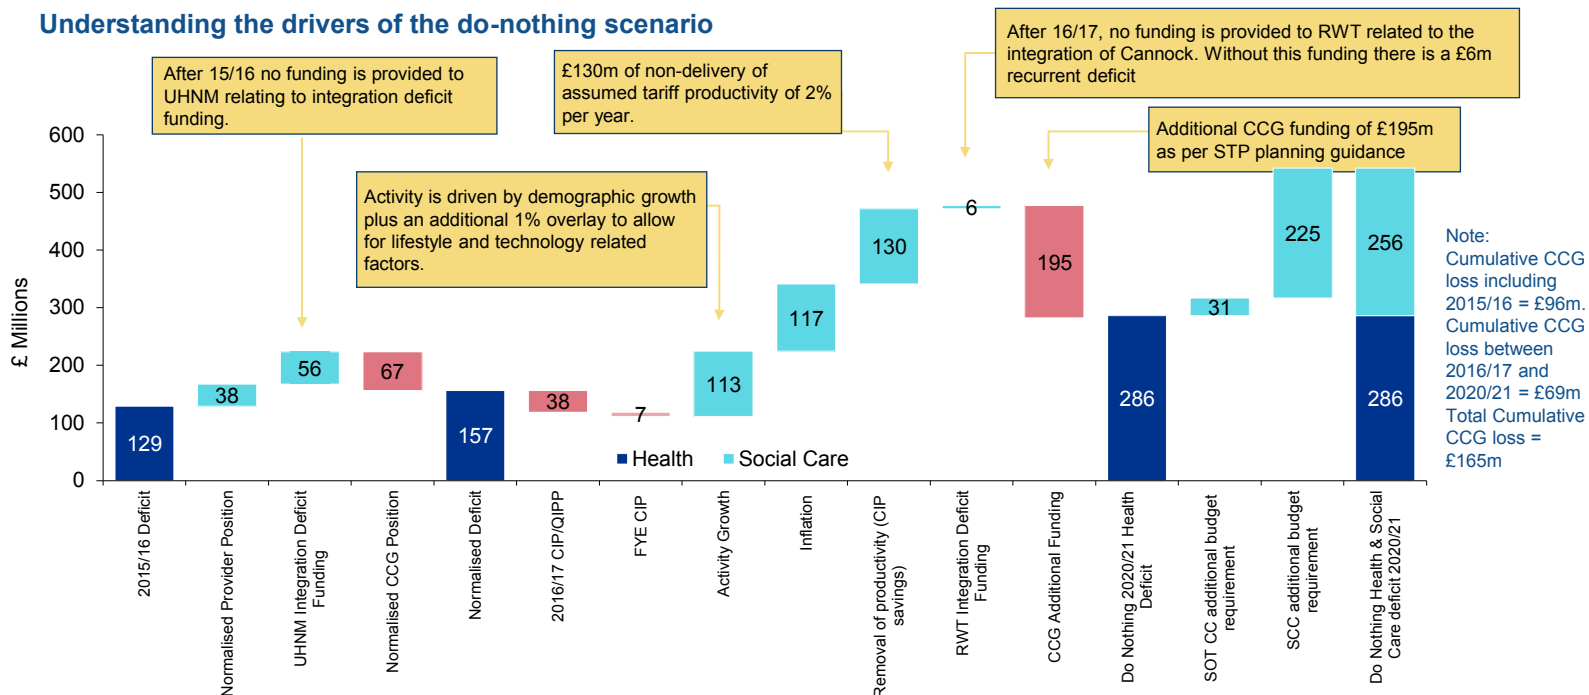 Understanding the drivers of the do-nothing scenario
After 15/16 no funding is provided to
UHNM relating to integration deficit
funding.
£130m of non-delivery of
assumed tariff productivity of 2%
per year.
After 16/17, no funding is provided to RWT related to the
integration of Cannock. Without this funding there is a £6m
recurrent deficit
Additional CCG funding of £195m
as per STP planning guidance
Activity is driven by demographic growth
plus an additional 1% overlay to allow
for lifestyle and technology related
factors.
£ Millions
600
500
400
300
200
100
0
129
38
56
67
157
38
7
113
117
130
6
195
286
31
225
256
286
Health
Social Care
Note:
Cumulative CCG
loss including
2015/16 = £96m.
Cumulative CCG
loss between
2016/17 and
2020/21 = £69m
Total Cumulative
CCG loss =
£165m
2015/16 Deficit
Normalised Provider Position
UHNM Integration Deficit
Funding
Normalised CCG Position
Normalised Deficit
2016/17 CIP/QIPP
FYE CIP
Activity Growth
Inflation
Removal of productivity (CIP
savings)
RWT Integration Deficit
Funding
CCG Additional Funding
Do Nothing 2020/21 Health
Deficit
SOT CC additional budget
requirement
SCC additional budget
requirement
Do Nothing Health & Social
Care deficit 2020/21